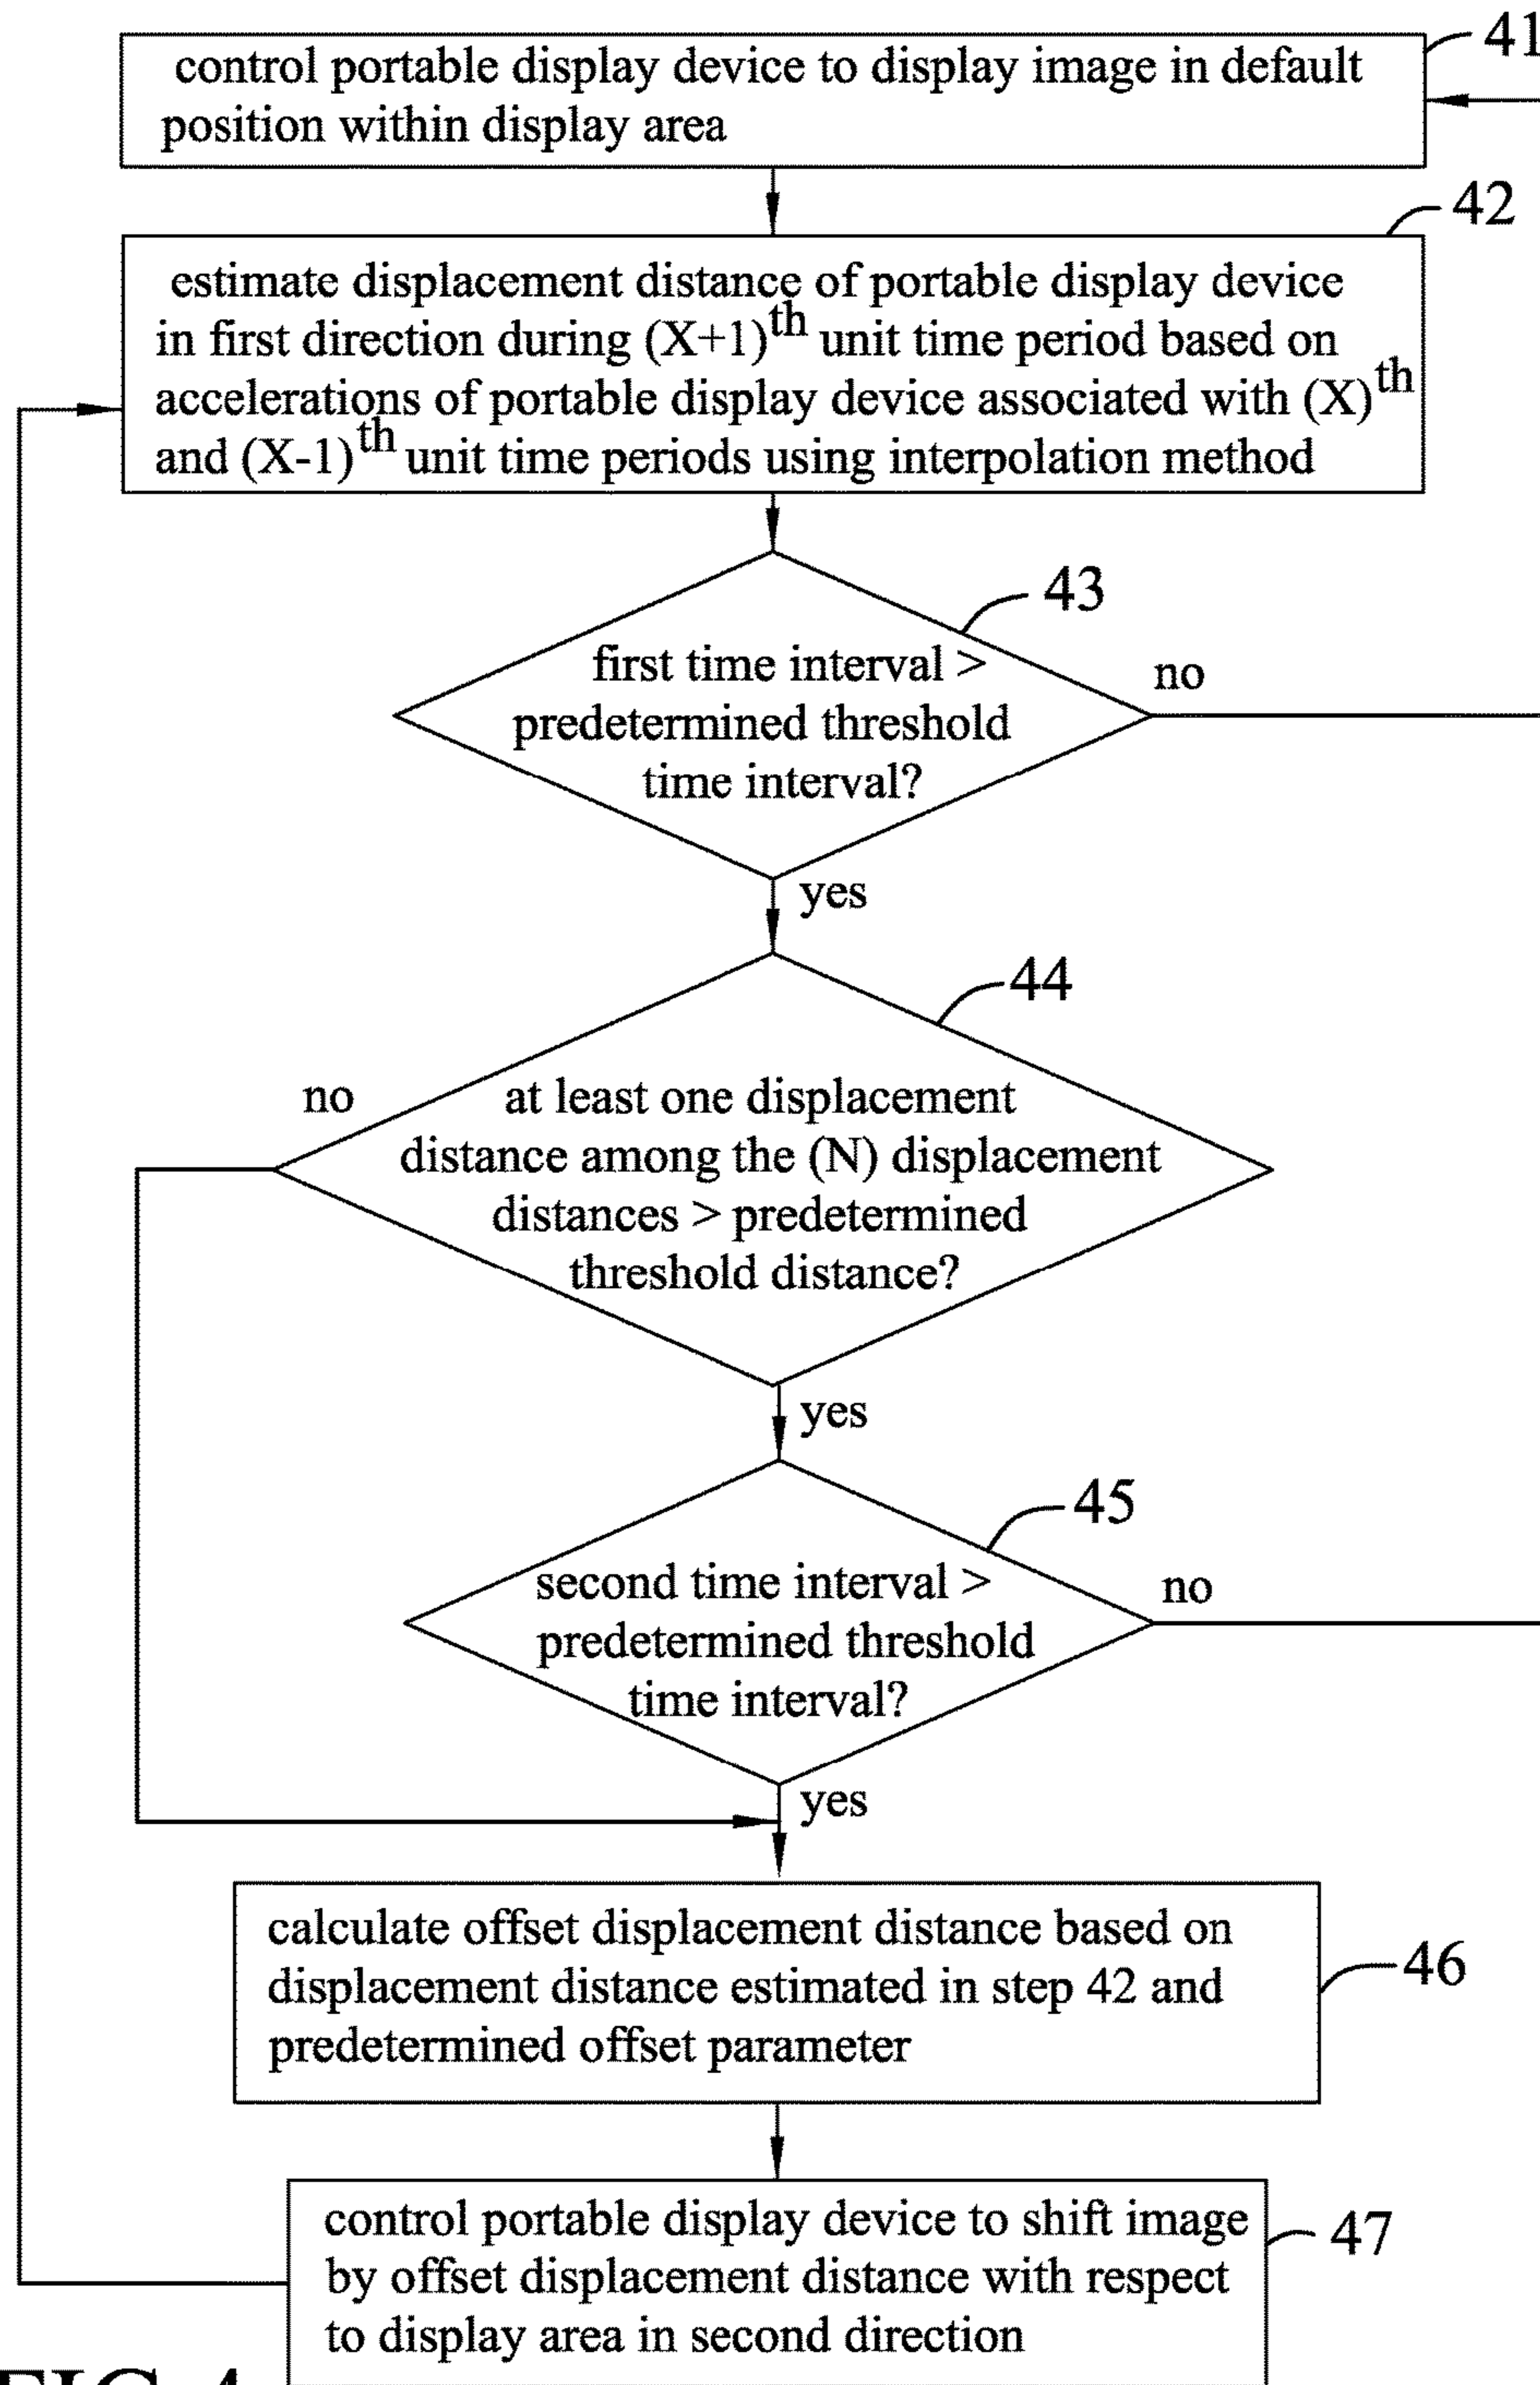 41
control portable display device to display image in default
position within display area
42
estimate displacement distance of portable display device
in first direction during (X+1)th unit time period based on
accelerations of portable display device associated with (X)th
and (X-1)th unit time periods using interpolation method
43
first time interval >
predetermined threshold
time interval?
no
yes
44
no
at least one displacement
distance among the (N) displacement
distances > predetermined
threshold distance?
yes
45
second time interval >
predetermined threshold
time interval?
no
yes
calculate offset displacement distance based on
displacement distance estimated in step 42 and
predetermined offset parameter
46
control portable display device to shift image
by offset displacement distance with respect
to display area in second direction
47
FIG.4